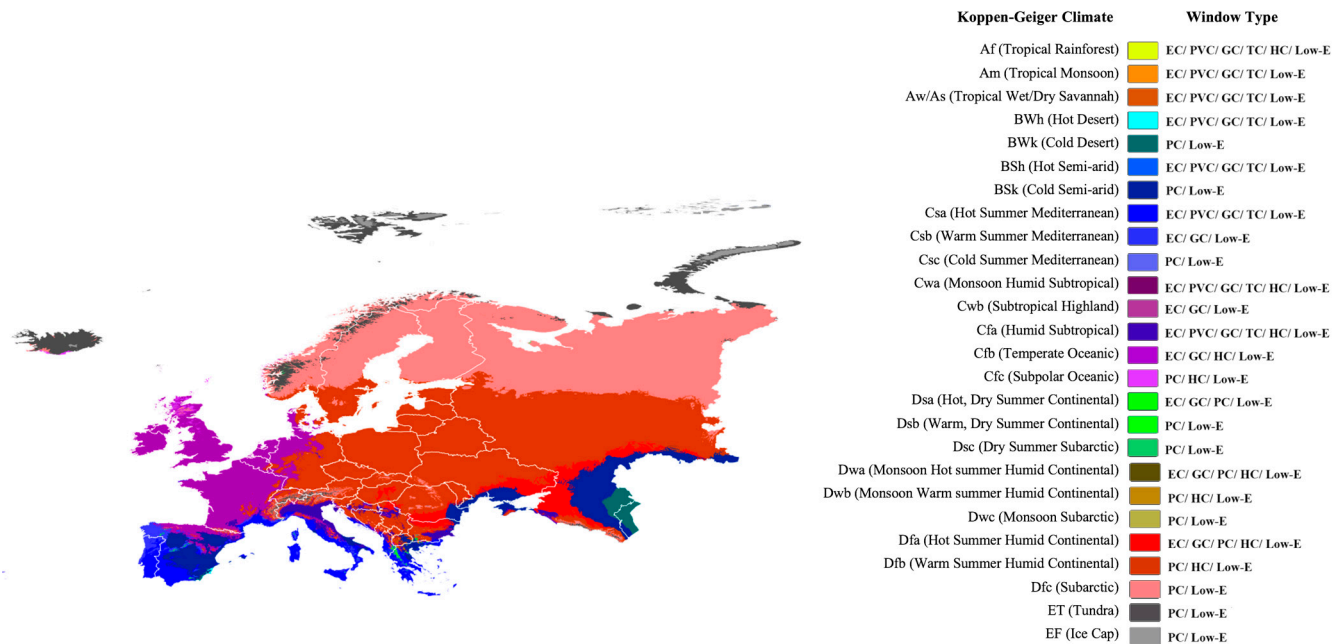 Koppen-Geiger Climate Window Type
Af (Tropical Rainforest) EC/ PVC/ GC/ TC/ HC/ Low-E
Am (Tropical Monsoon) EC/ PVC/ GC/ TC/ Low-E
Aw/As (Tropical Wet/Dry Savannah) EC/ PVC/ GC/ TC/ Low-E
BWh (Hot Desert) EC/ PVC/ GC/ TC/ Low-E
BWk (Cold Desert) PC/ Low-E
BSh (Hot Semi-arid) EC/ PVC/ GC/ TC/ Low-E
BSk (Cold Semi-arid) PC/ Low-E
Csa (Hot Summer Mediterranean) EC/ PVC/ GC/ TC/ Low-E
Csb (Warm Summer Mediterranean) EC/ GC/ Low-E
Csc (Cold Summer Mediterranean) PC/ Low-E
Cwa (Monsoon Humid Subtropical) EC/ PVC/ GC/ TC/ HC/ Low-E
Cwb (Subtropical Highland) EC/ GC/ Low-E
Cfa (Humid Subtropical) EC/ PVC/ GC/ TC/ HC/ Low-E
Cfb (Temperate Oceanic) EC/ GC/ HC/ Low-E
Cfc (Subpolar Oceanic) PC/ HC/ Low-E
Dsa (Hot, Dry Summer Continental) EC/ GC/ PC/ Low-E
Dsb (Warm, Dry Summer Continental) PC/ Low-E
Dsc (Dry Summer Subarctic) PC/ Low-E
Dwa (Monsoon Hot summer Humid Continental) EC/ GC/ PC/ HC/ Low-E
Dwb (Monsoon Warm summer Humid Continental) PC/ HC/ Low-E
Dwc (Monsoon Subarctic) PC/ Low-E
Dfa (Hot Summer Humid Continental) EC/ GC/ PC/ HC/ Low-E
Dfb (Warm Summer Humid Continental) PC/ HC/ Low-E
Dfc (Subarctic) PC/ Low-E
ET (Tundra) PC/ Low-E
EF (Ice Cap) PC/ Low-E